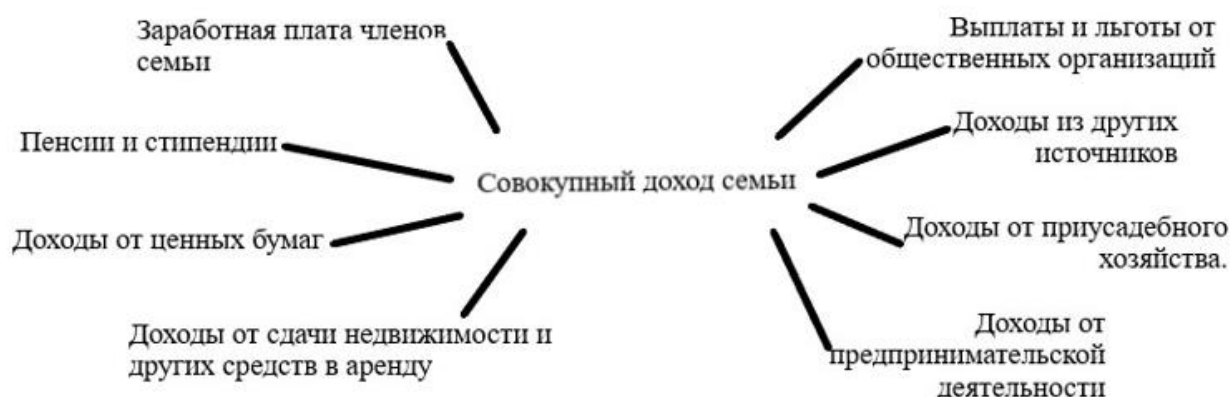 Заработная плата членов
семьи
Выплаты и льготы от
общественных организаций
Пенсии и стипендии
Доходы из других
источников
Совокупный доход семьи
Доходы от ценных бумаг
Доходы от приусадебного
хозяйства.
Доходы от сдачи недвижимости и
других средств в аренду
Доходы от
предпринимательской
деятельности